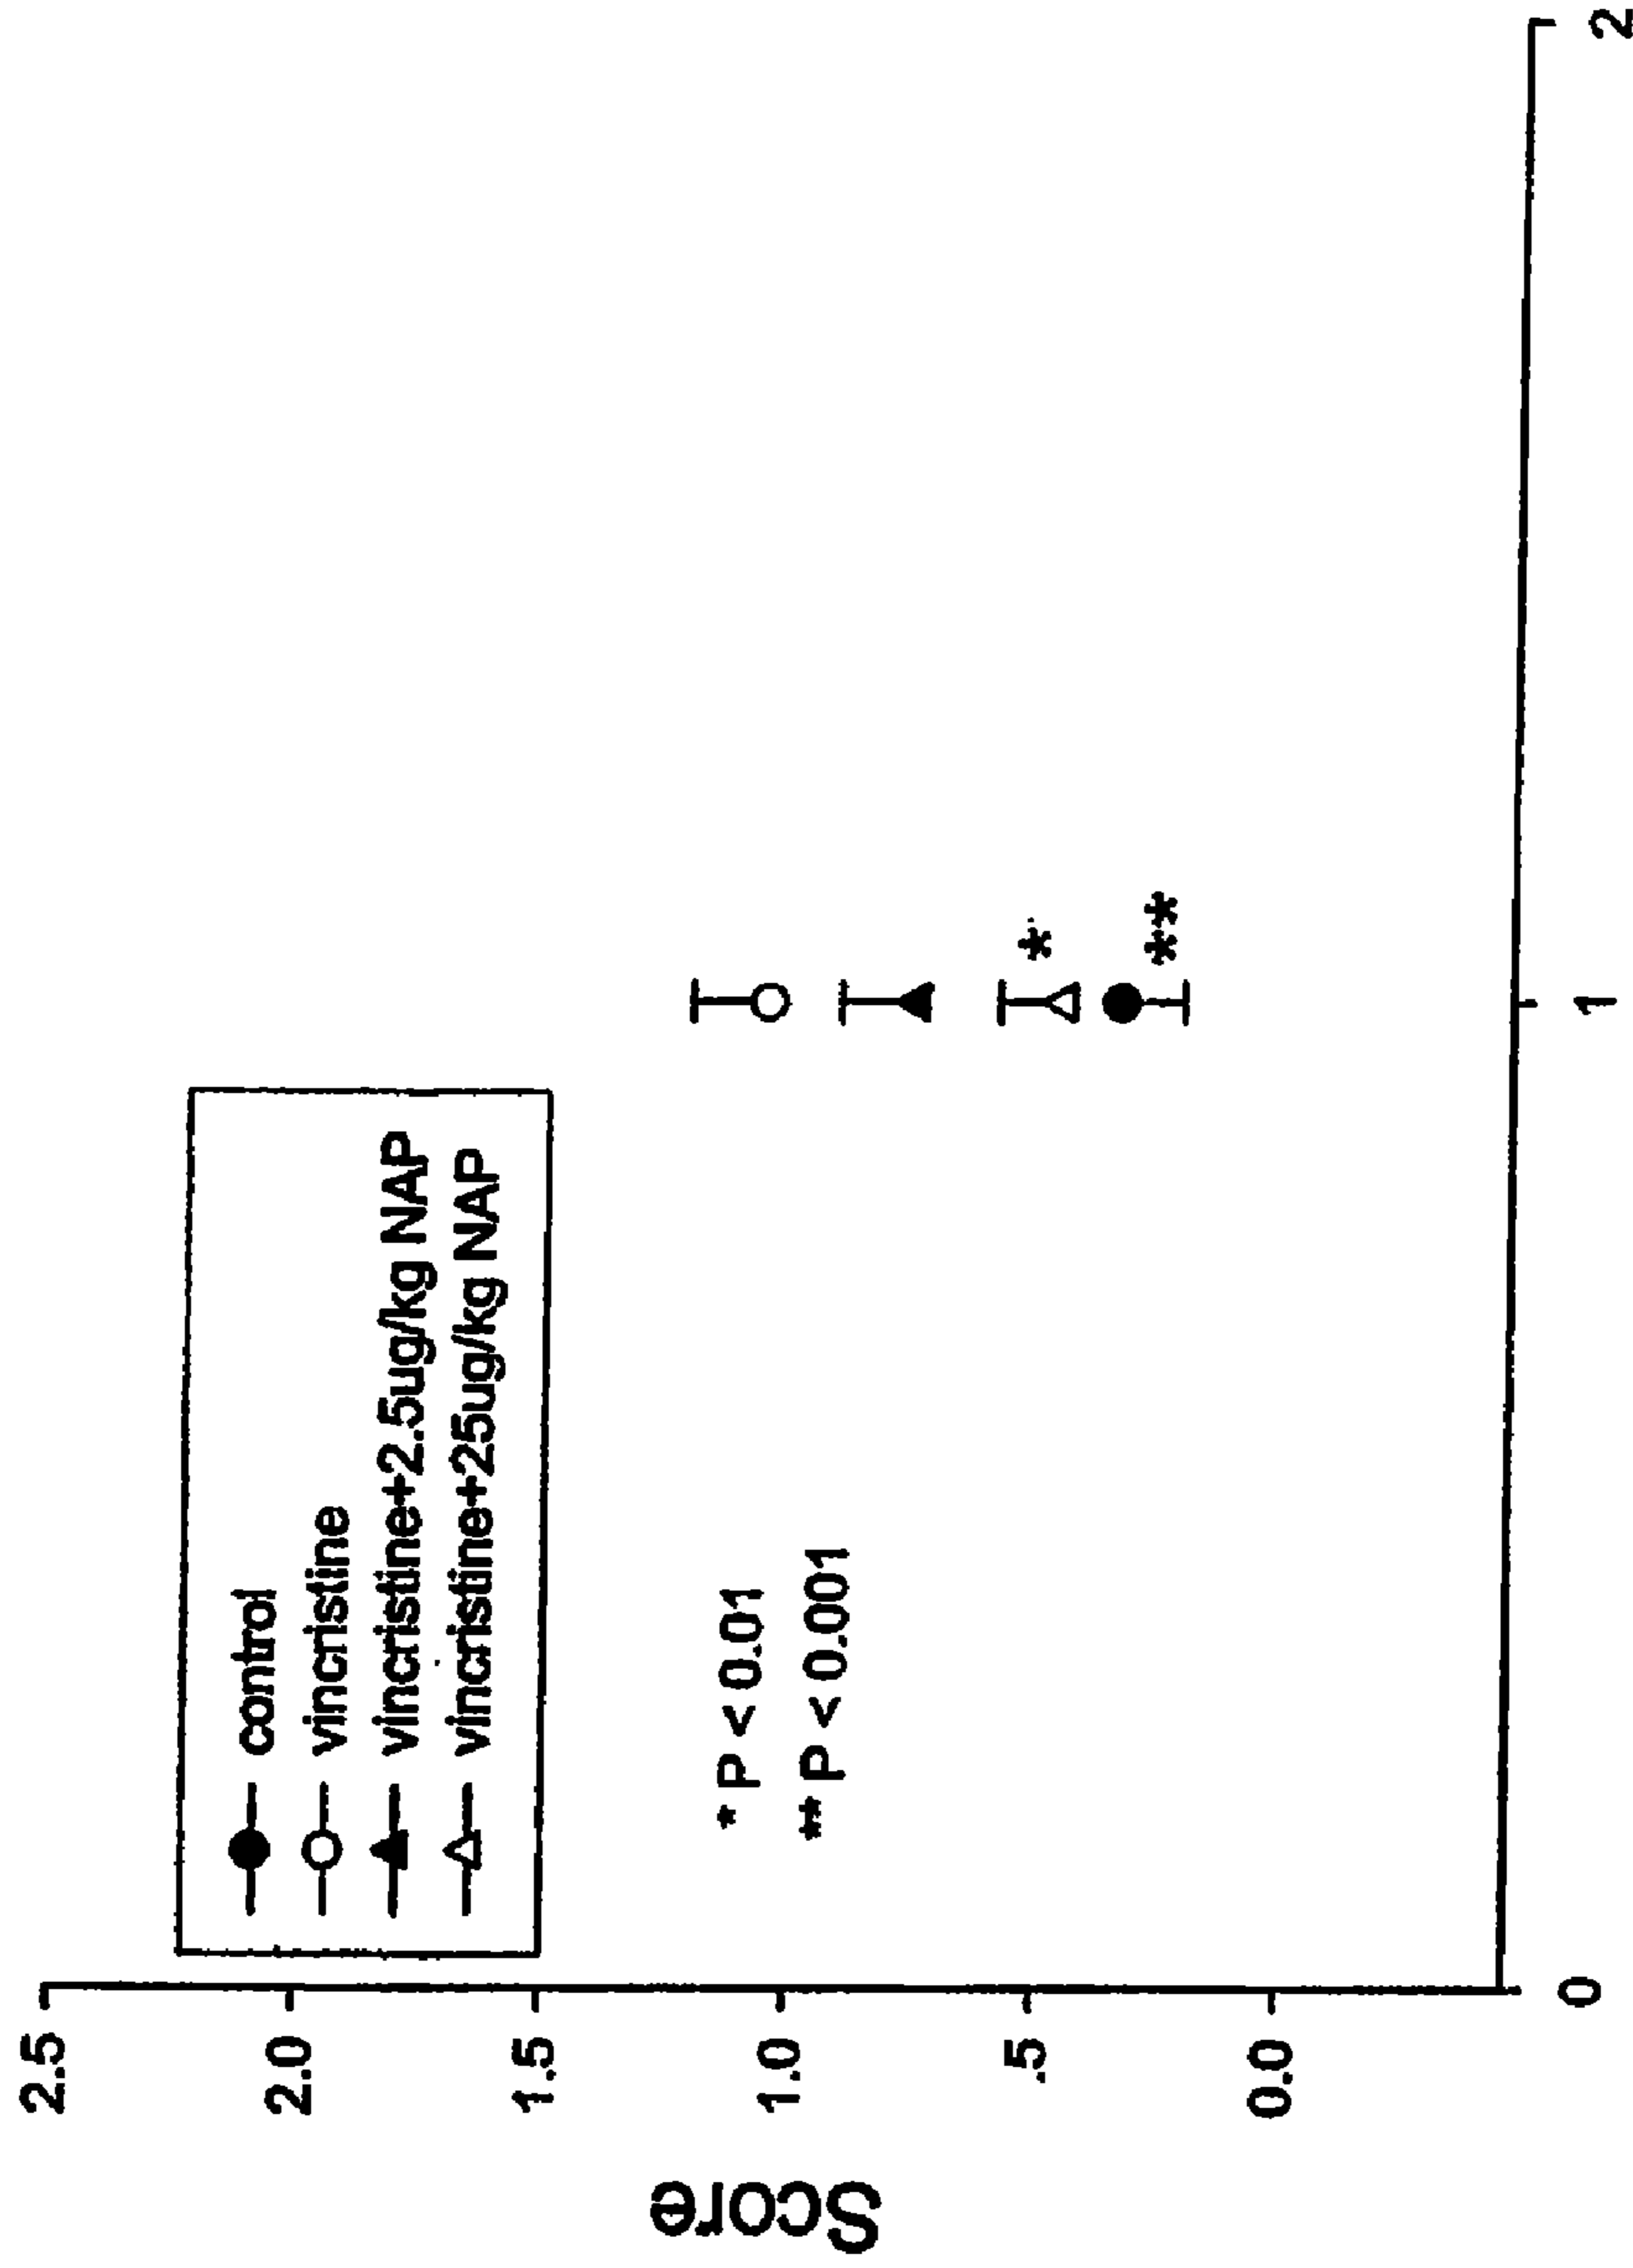 Score
2.5
2.0
1.5
1.0
.5
0.0
control
vincristine
vincristine+2.5ug/kg NAP
vincristine+25ug/kg NAP
* P < 0.01
** P < 0.001
*
**
0
1
2